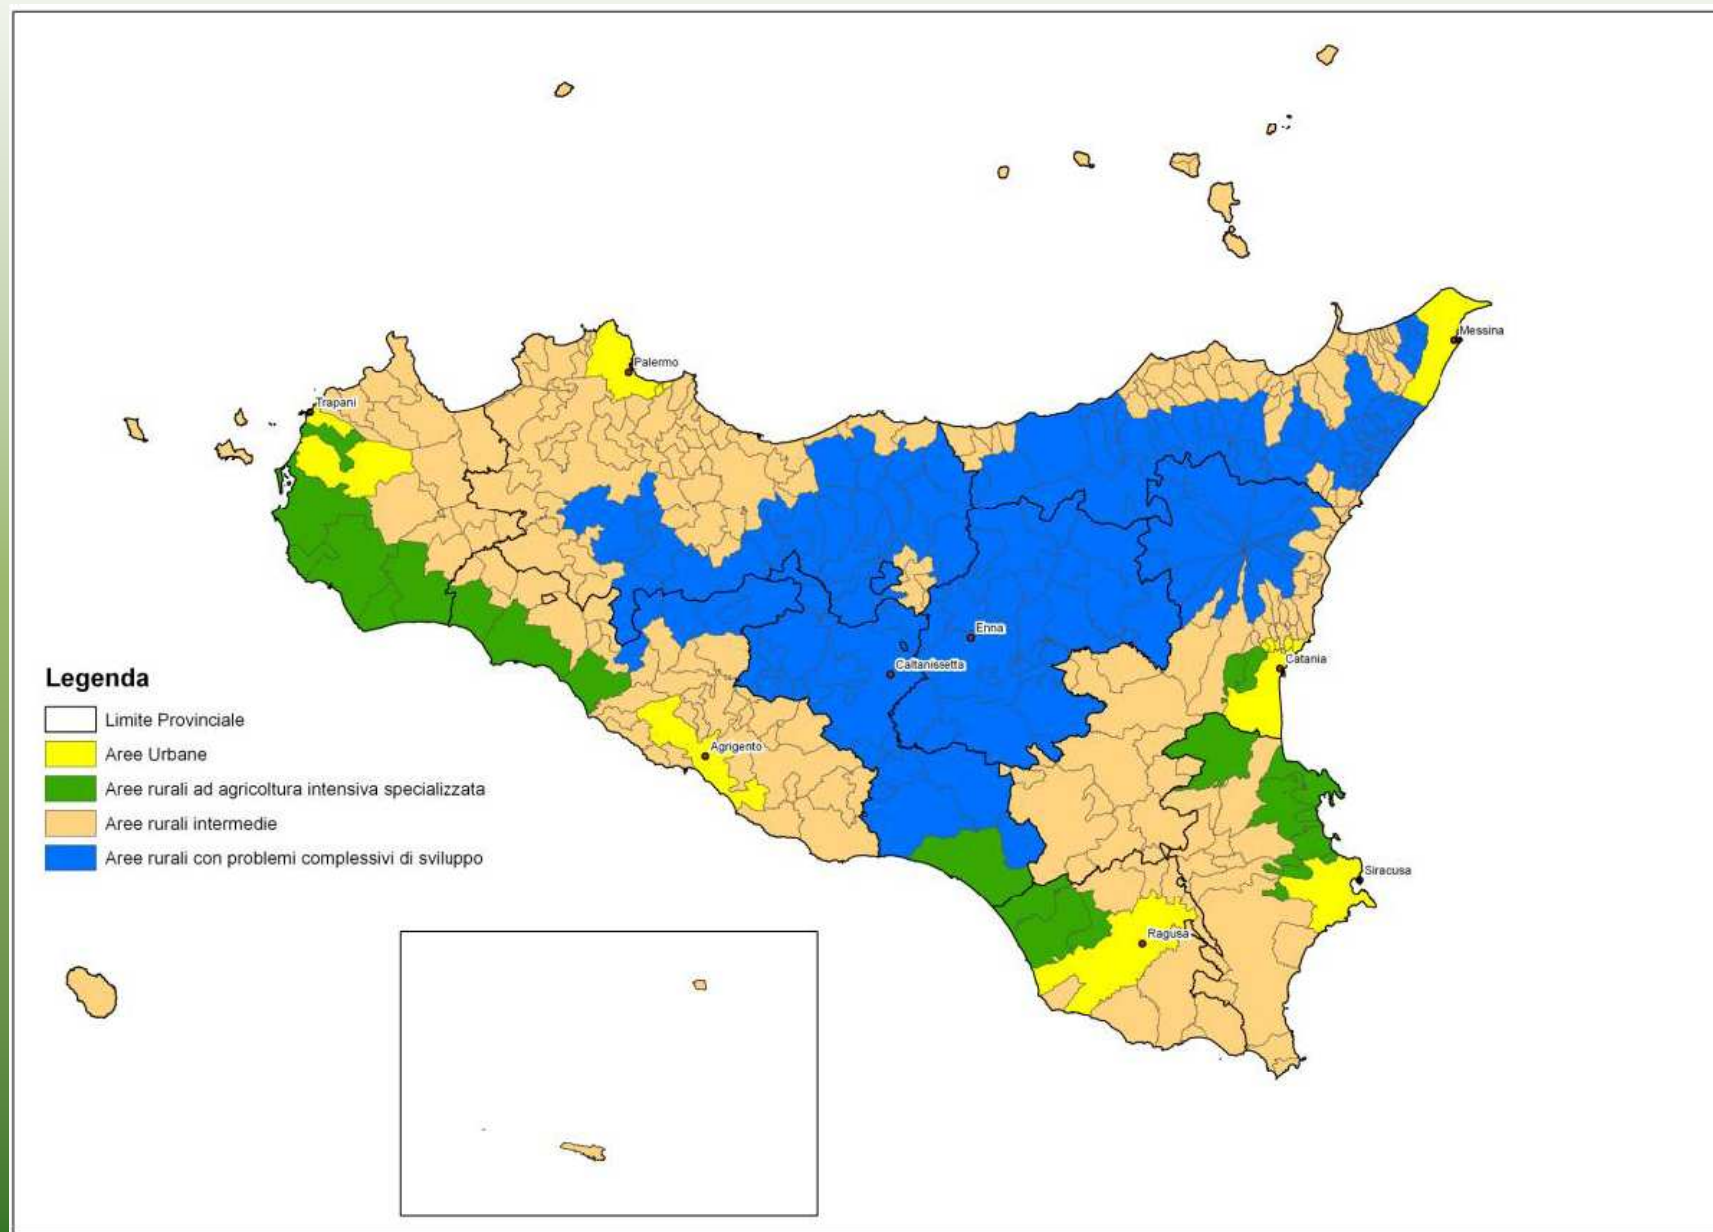 Messina
Palermo
Trapani
Enna
Catania
Caltanissetta
Legenda
Limite Provinciale
Aree Urbane
Agrigento
Aree rurali ad agricoltura intensiva specializzata
Aree rurali intermedie
Aree rurali con problemi complessivi di sviluppo
Siracusa
Ragusa